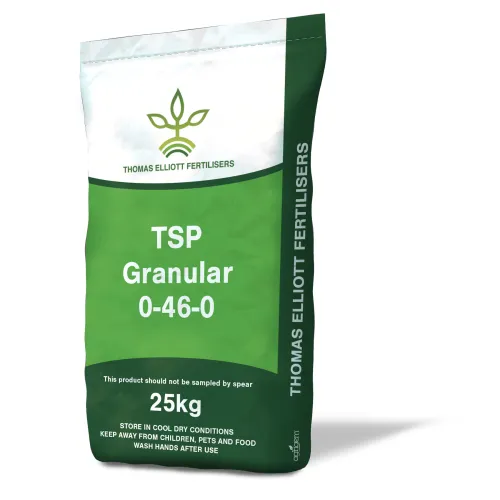 THOMAS ELLIOTT FERTILISERS
TSP
Granular
0-46-0
This product should not be sampled by spear
25kg
STORE IN COOL DRY CONDITIONS
KEEP AWAY FROM CHILDREN, PETS AND FOOD
WASH HANDS AFTER USE
THOMAS ELLIOTT FERTILISERS
agrigem